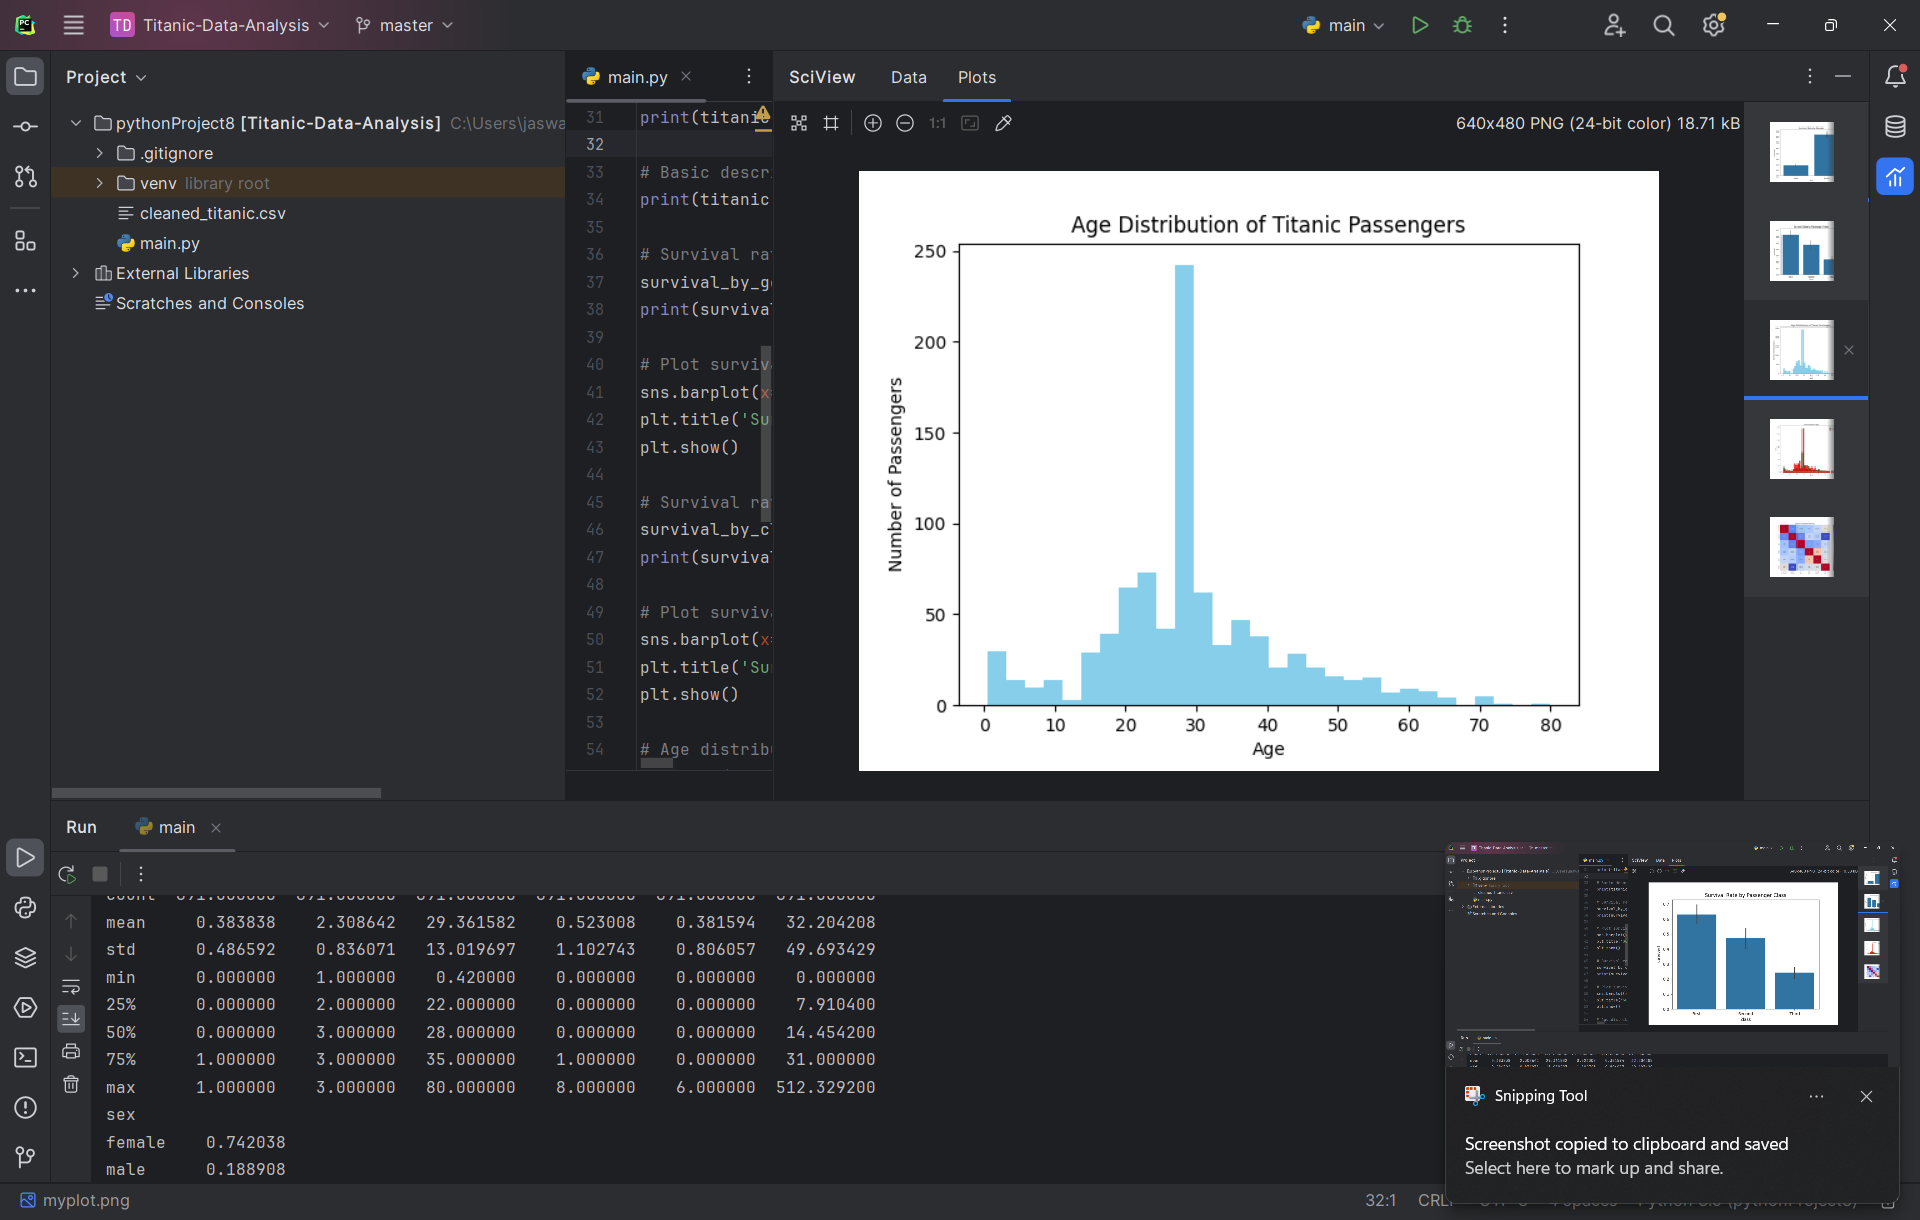 TD Titanic-Data-Analysis master main
Project
main.py
SciView Data Plots
pythonProject8 [Titanic-Data-Analysis] C:\Users\jaswa
.gitignore
venv library root
cleaned_titanic.csv
main.py
External Libraries
Scratches and Consoles
31 print(titanic
32
33 # Basic descr
34 print(titanic
35
36 # Survival ra
37 survival_by_g
38 print(surviva
39
40 # Plot surviv
41 sns.barplot(x
42 plt.title('Su
43 plt.show()
44
45 # Survival ra
46 survival_by_c
47 print(surviva
48
49 # Plot surviv
50 sns.barplot(x
51 plt.title('Su
52 plt.show()
53
54 # Age distrib
1:1
640x480 PNG (24-bit color) 18.71 kB
Age Distribution of Titanic Passengers
250
200
150
100
50
0
Number of Passengers
0 10 20 30 40 50 60 70 80
Age
Run main
mean 0.383838 2.308642 29.361582 0.523008 0.381594 32.204208
std 0.486592 0.836071 13.019697 1.102743 0.806057 49.693429
min 0.000000 1.000000 0.420000 0.000000 0.000000 0.000000
25% 0.000000 2.000000 22.000000 0.000000 0.000000 7.910400
50% 0.000000 3.000000 28.000000 0.000000 0.000000 14.454200
75% 1.000000 3.000000 35.000000 1.000000 0.000000 31.000000
max 1.000000 3.000000 80.000000 8.000000 6.000000 512.329200
sex
female 0.742038
male 0.188908
Survival Rate by Passenger Class
First Second Third
class
Snipping Tool
Screenshot copied to clipboard and saved
Select here to mark up and share.
myplot.png
32:1